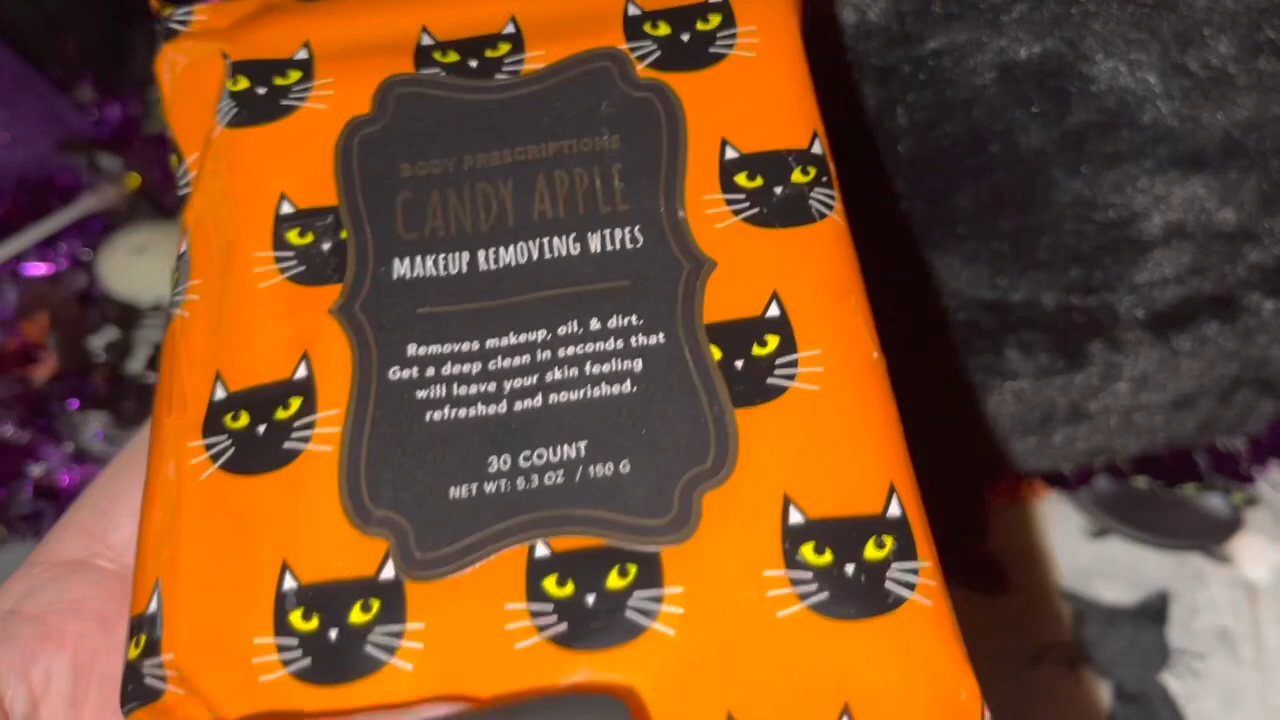 BODY PRESCRIPTIONS
CANDY APPLE
MAKEUP REMOVING WIPES
Removes makeup, oil, & dirt.
Get a deep clean in seconds that
will leave your skin feeling
refreshed and nourished.
30 COUNT
NET WT: 5.3 OZ / 150 G